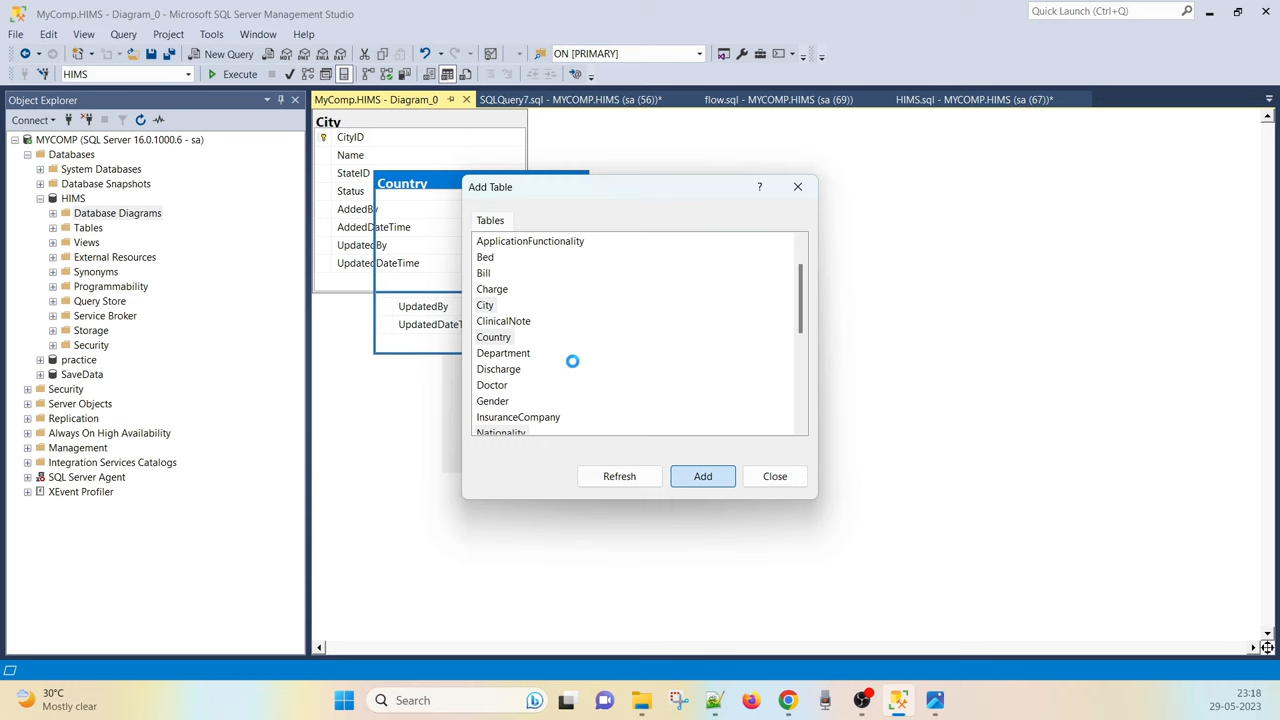 MyComp.HIMS - Diagram_0 - Microsoft SQL Server Management Studio
Quick Launch (Ctrl+Q)
File Edit View Query Project Tools Window Help
New Query
MDX DMX XMLA DAX
ON [PRIMARY]
HIMS
Execute
Object Explorer
MyComp.HIMS - Diagram_0
SQLQuery7.sql - MYCOMP.HIMS (sa (56))*
flow.sql - MYCOMP.HIMS (sa (69))
HIMS.sql - MYCOMP.HIMS (sa (67))*
Connect
MYCOMP (SQL Server 16.0.1000.6 - sa)
Databases
System Databases
Database Snapshots
HIMS
Database Diagrams
Tables
Views
External Resources
Synonyms
Programmability
Query Store
Service Broker
Storage
Security
practice
SaveData
Security
Server Objects
Replication
Always On High Availability
Management
Integration Services Catalogs
SQL Server Agent
XEvent Profiler
City
CityID
Name
StateID
Status
AddedBy
AddedDateTime
UpdatedBy
UpdatedDateTime
Country
UpdatedBy
UpdatedDateT
Add Table
?
Tables
ApplicationFunctionality
Bed
Bill
Charge
City
ClinicalNote
Country
Department
Discharge
Doctor
Gender
InsuranceCompany
Nationality
Refresh
Add
Close
30°C
Mostly clear
Search
23:18
29-05-2023